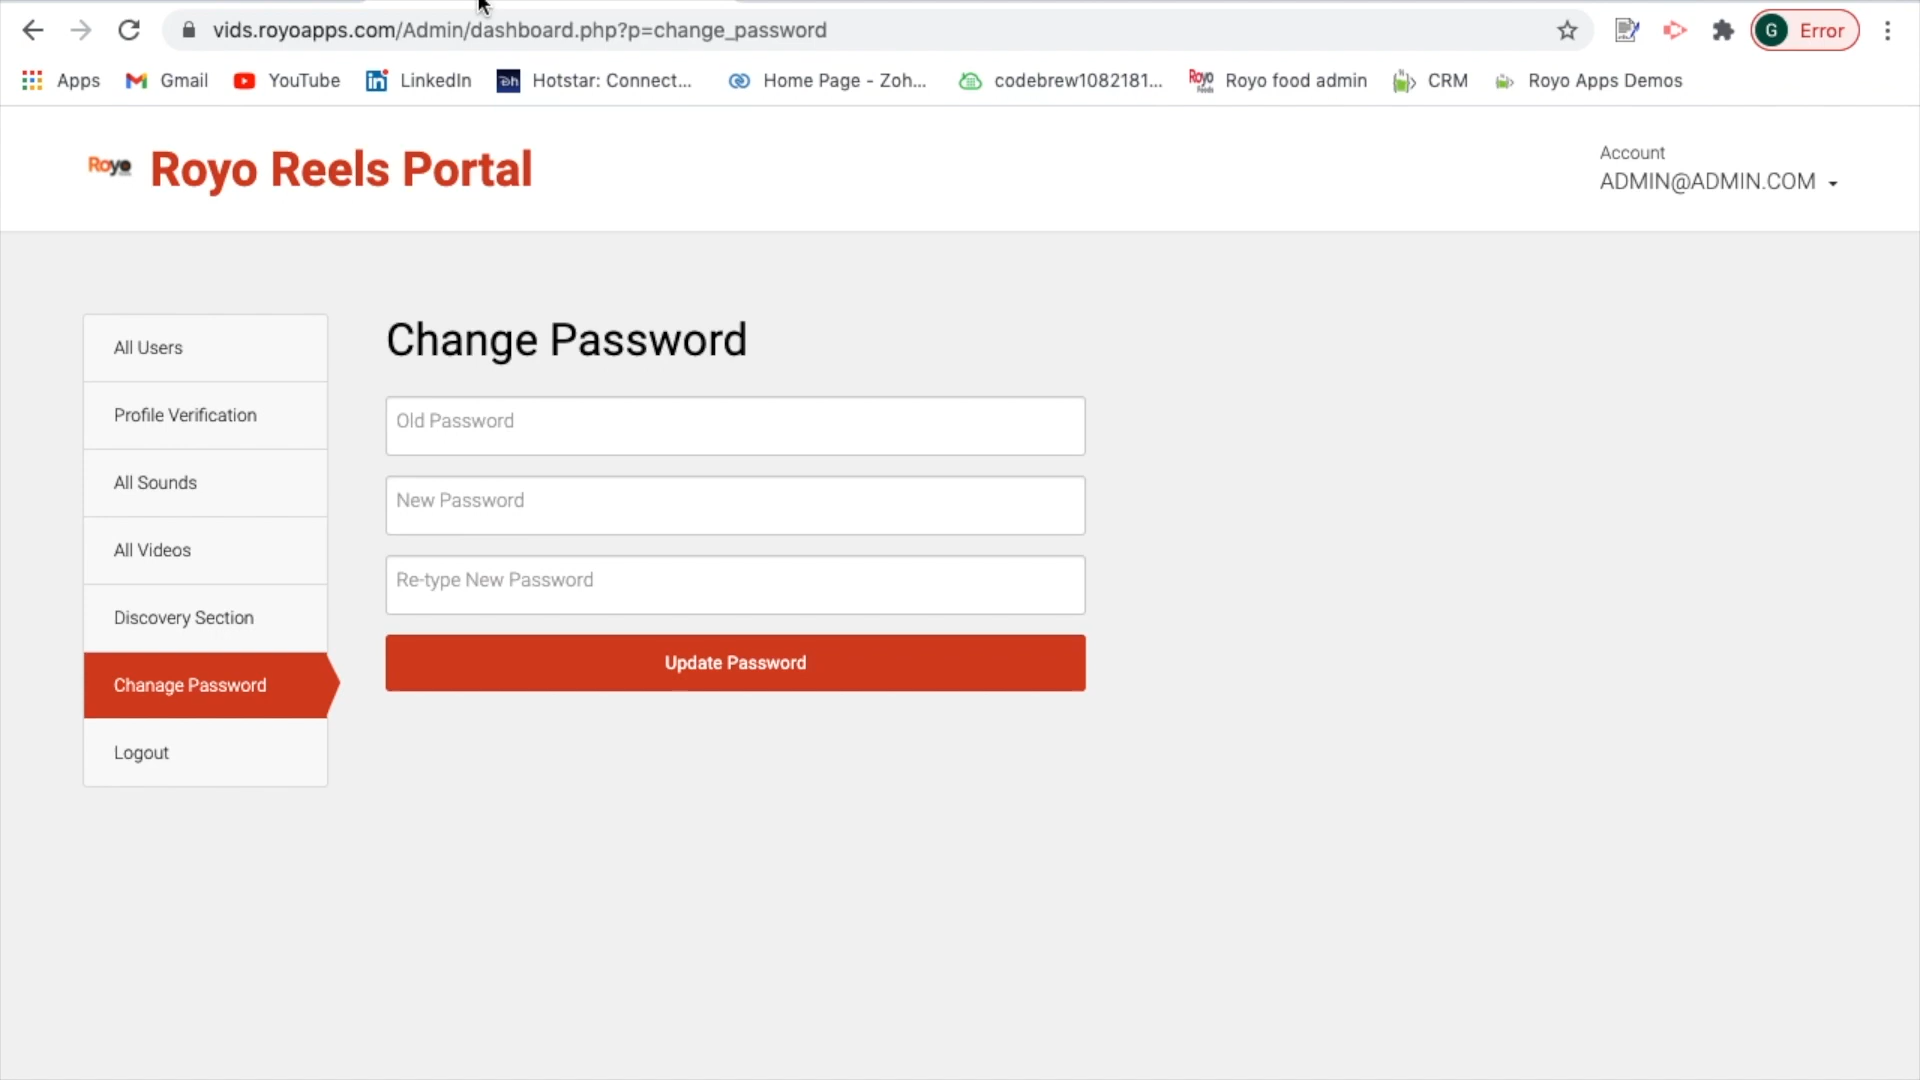 vids.royoapps.com/Admin/dashboard.php?p=change_password
G Error
Apps Gmail YouTube LinkedIn Hotstar: Connect... Home Page - Zoh... codebrew1082181... Royo food admin CRM Royo Apps Demos
Royo Royo Reels Portal
Account
ADMIN@ADMIN.COM
All Users
Profile Verification
All Sounds
All Videos
Discovery Section
Chanage Password
Logout
Change Password
Old Password
New Password
Re-type New Password
Update Password